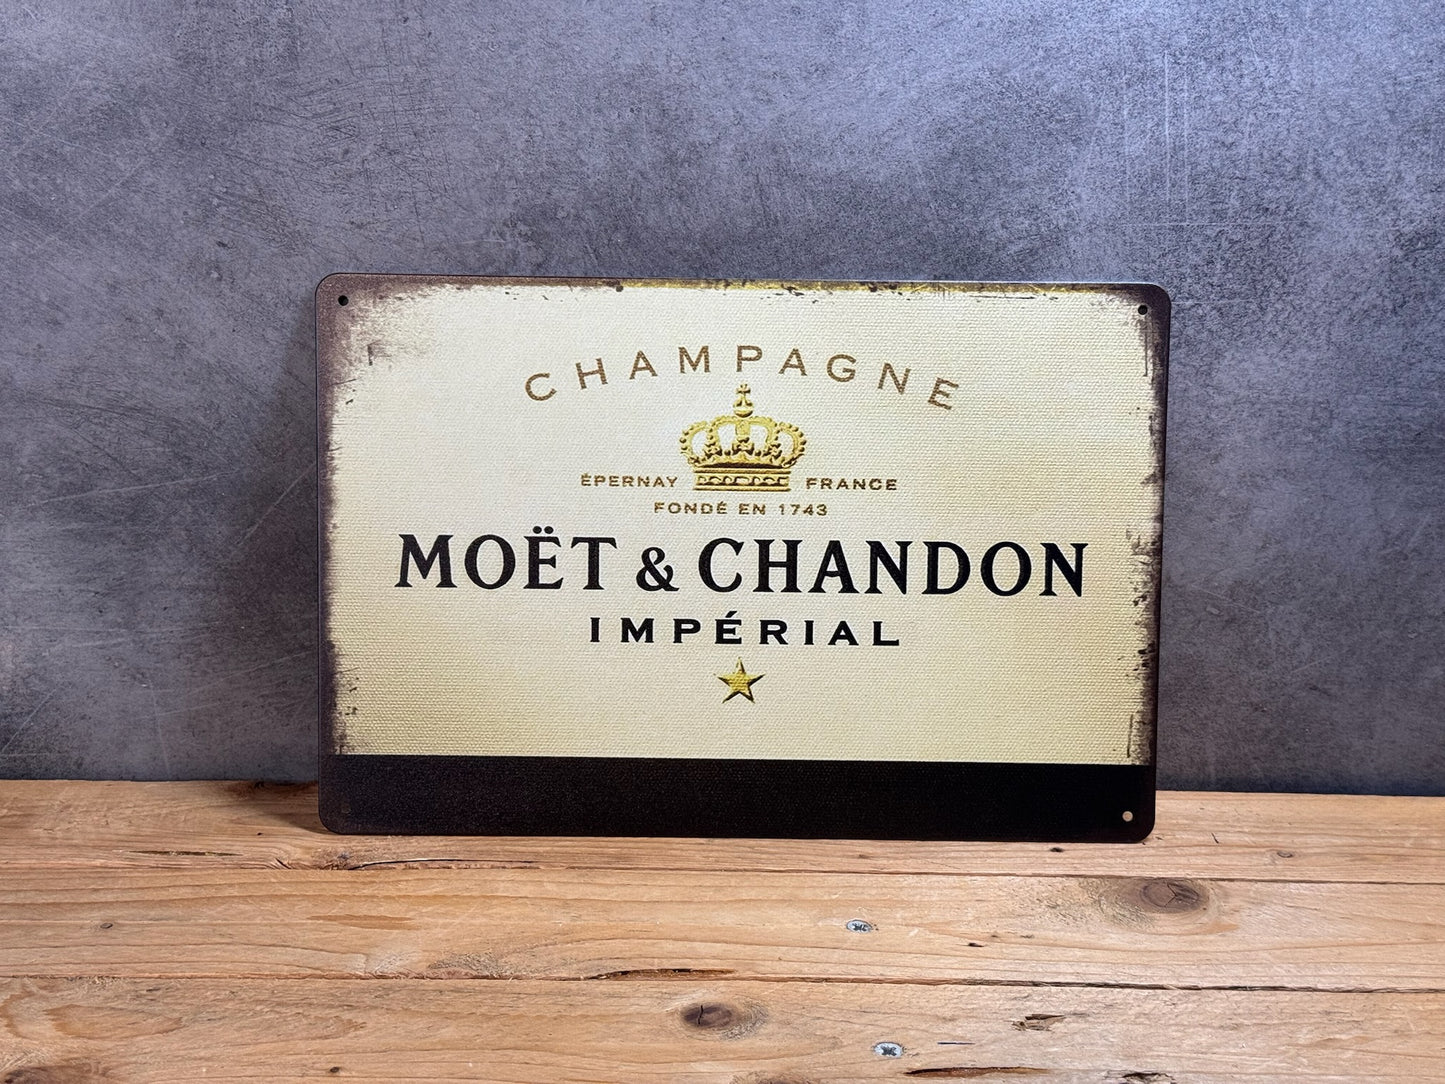 CHAMPAGNE
ÉPERNAY FRANCE
FONDÉ EN 1743
MOËT & CHANDON
IMPÉRIAL